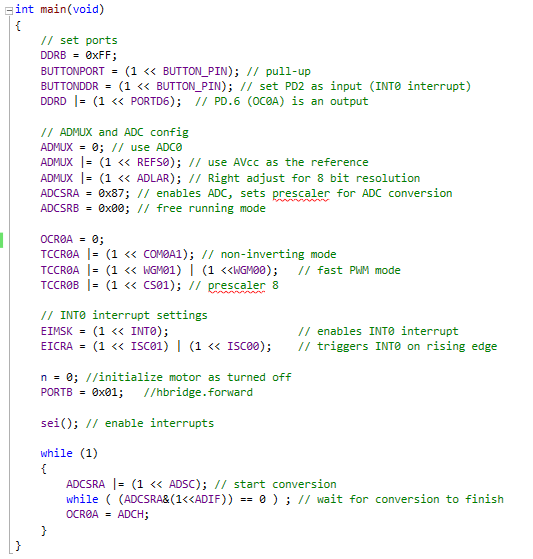 int main(void)
{
    // set ports
    DDRB = 0xFF;
    BUTTONPORT = (1 << BUTTON_PIN); // pull-up
    BUTTONDDR = (1 << BUTTON_PIN); // set PD2 as input (INT0 interrupt)
    DDRD |= (1 << PORTD6);  // PD.6 (OC0A) is an output

    // ADMUX and ADC config
    ADMUX = 0; // use ADC0
    ADMUX |= (1 << REFS0); // use AVcc as the reference
    ADMUX |= (1 << ADLAR); // Right adjust for 8 bit resolution
    ADCSRA = 0x87; // enables ADC, sets prescaler for ADC conversion
    ADCSRB = 0x00; // free running mode

    OCR0A = 0;
    TCCR0A |= (1 << COM0A1); // non-inverting mode
    TCCR0A |= (1 << WGM01) | (1 <<WGM00);   // fast PWM mode
    TCCR0B |= (1 << CS01); // prescaler 8

    // INT0 interrupt settings
    EIMSK = (1 << INT0);                    // enables INT0 interrupt
    EICRA = (1 << ISC01) | (1 << ISC00);    // triggers INT0 on rising edge

    n = 0; //initialize motor as turned off
    PORTB = 0x01;   //hbridge.forward

    sei(); // enable interrupts

    while (1)
    {
        ADCSRA |= (1 << ADSC); // start conversion
        while ( (ADCSRA&(1<<ADIF)) == 0 ) ; // wait for conversion to finish
        OCR0A = ADCH;
    }
}